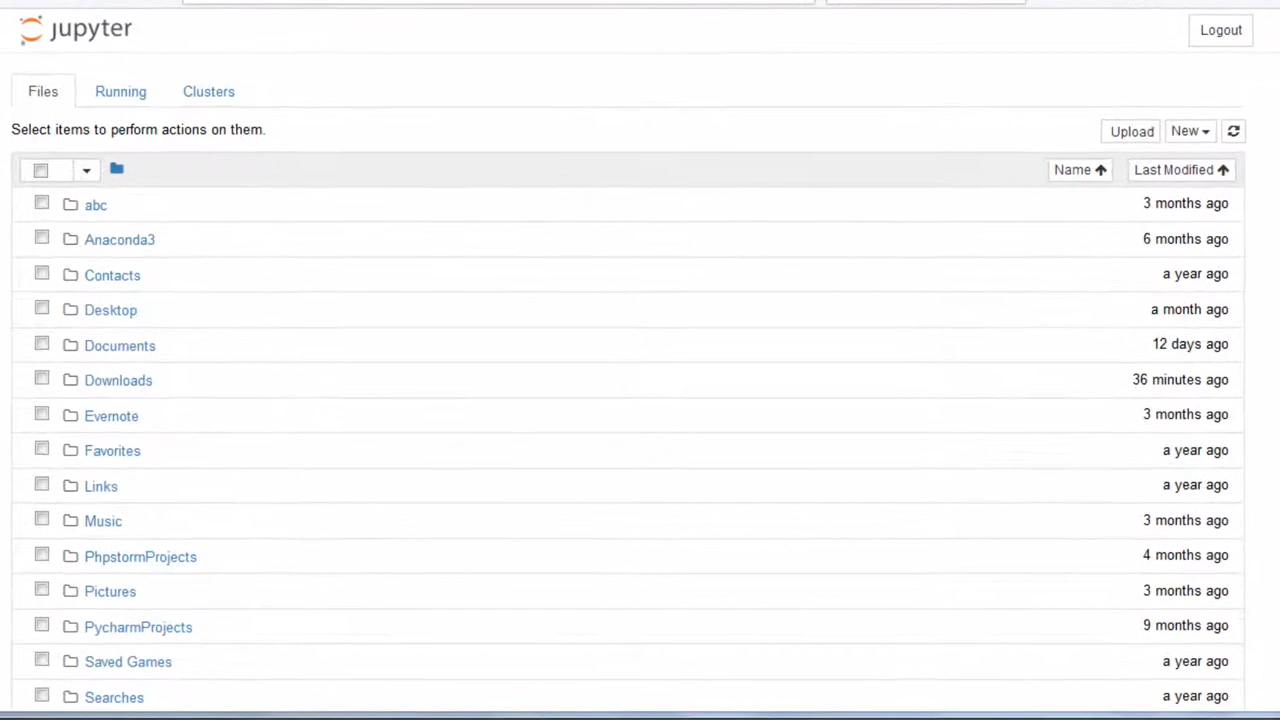 jupyter Logout
Files Running Clusters
Select items to perform actions on them. Upload New
Name Last Modified
abc 3 months ago
Anaconda3 6 months ago
Contacts a year ago
Desktop a month ago
Documents 12 days ago
Downloads 36 minutes ago
Evernote 3 months ago
Favorites a year ago
Links a year ago
Music 3 months ago
PhpstormProjects 4 months ago
Pictures 3 months ago
PycharmProjects 9 months ago
Saved Games a year ago
Searches a year ago